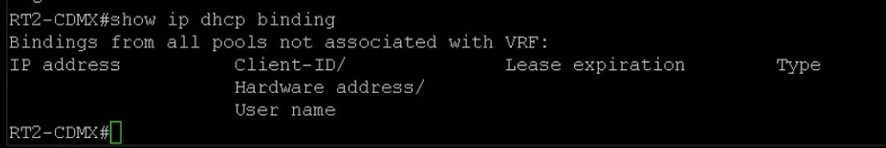 RT2-CDMX#show ip dhcp binding
Bindings from all pools not associated with VRF:
IP address          Client-ID/              Lease expiration        Type
                    Hardware address/
                    User name
RT2-CDMX#